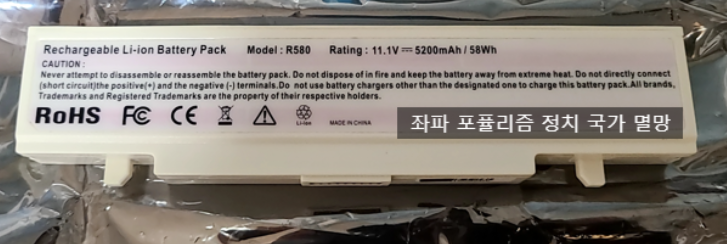 Rechargeable Li-ion Battery Pack Model : R580 Rating : 11.1V ⎓ 5200mAh / 58Wh
CAUTION :
Never attempt to disassemble or reassemble the battery pack. Do not dispose of in fire and keep the battery away from extreme heat. Do not directly connect
(short circuit)the positive(+) and the negative (-) terminals.Do not use battery chargers other than the designated one to charge this battery pack.All brands,
Trademarks and Registered Trademarks are the property of their respective holders.
RoHS FC CE Li-ion MADE IN CHINA
좌파 포퓰리즘 정치 국가 멸망